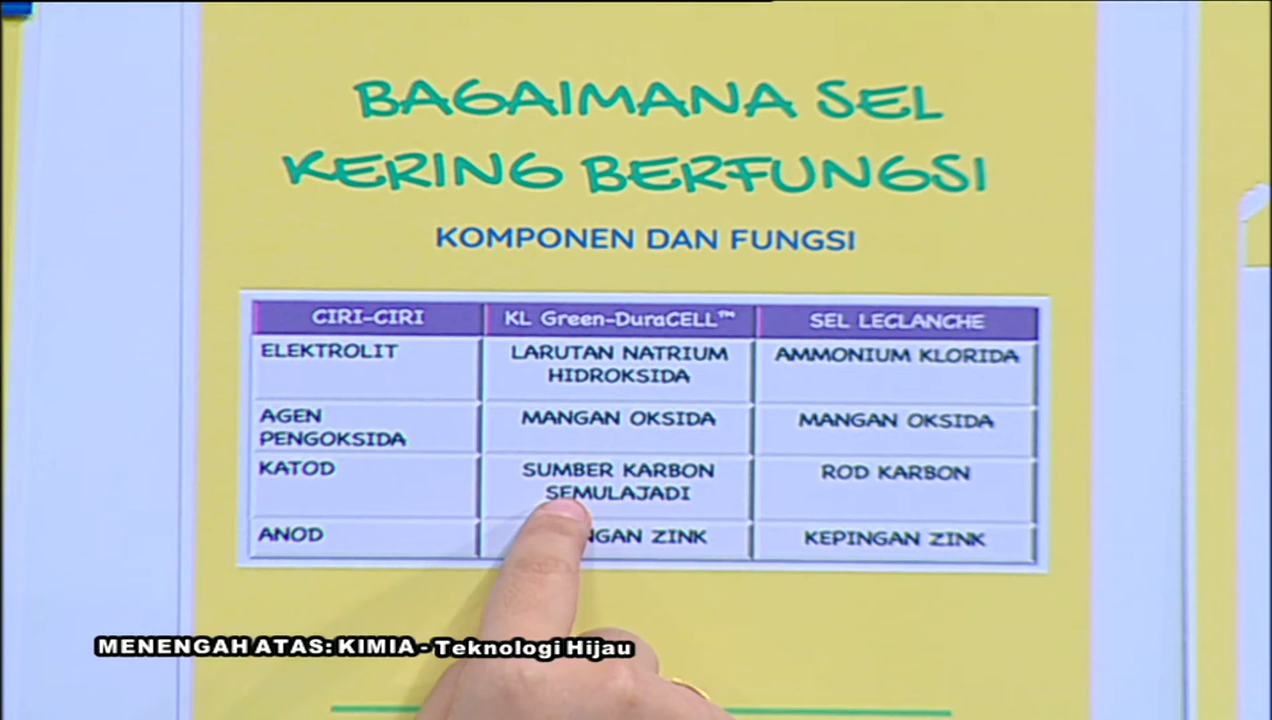 BAGAIMANA SEL
KERING BERFUNGSI
KOMPONEN DAN FUNGSI
CIRI-CIRI KL Green-DuraCELL™ SEL LECLANCHE
ELEKTROLIT LARUTAN NATRIUM HIDROKSIDA AMMONIUM KLORIDA
AGEN PENGOKSIDA MANGAN OKSIDA MANGAN OKSIDA
KATOD SUMBER KARBON SEMULAJADI ROD KARBON
ANOD ZINK KEPINGAN ZINK
MENENGAH ATAS: KIMIA - Teknologi Hijau